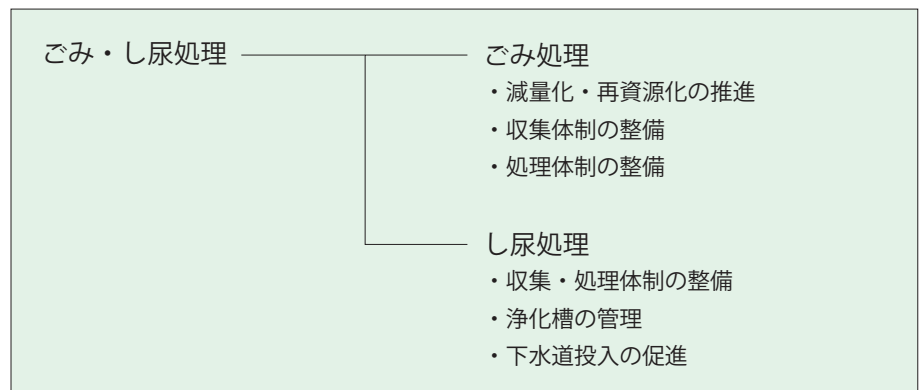 ごみ・し尿処理
ごみ処理
・減量化・再資源化の推進
・収集体制の整備
・処理体制の整備
し尿処理
・収集・処理体制の整備
・浄化槽の管理
・下水道投入の促進